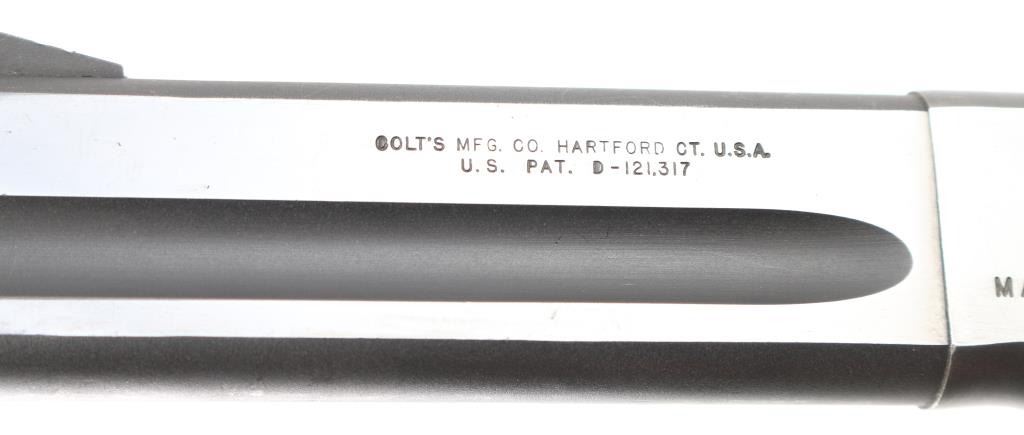 COLT'S MFG. CO. HARTFORD CT. U.S.A.
U.S. PAT. D-121,317